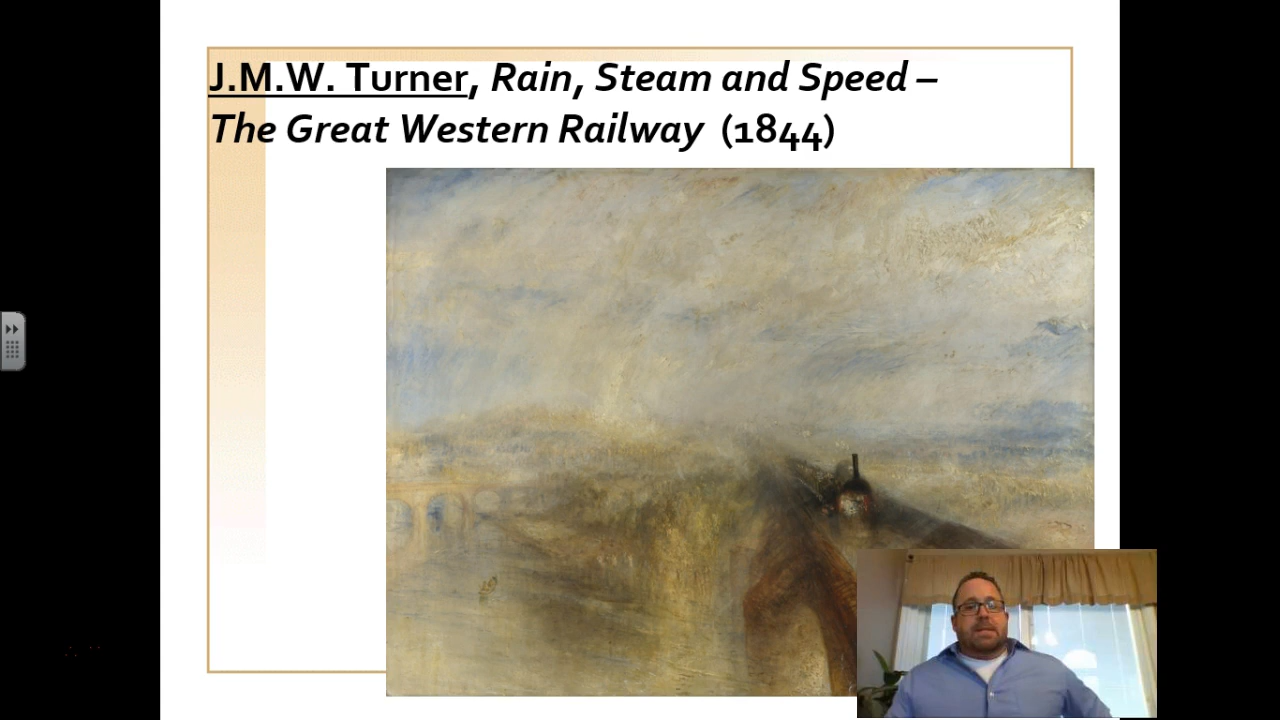 J.M.W. Turner, Rain, Steam and Speed –
The Great Western Railway (1844)